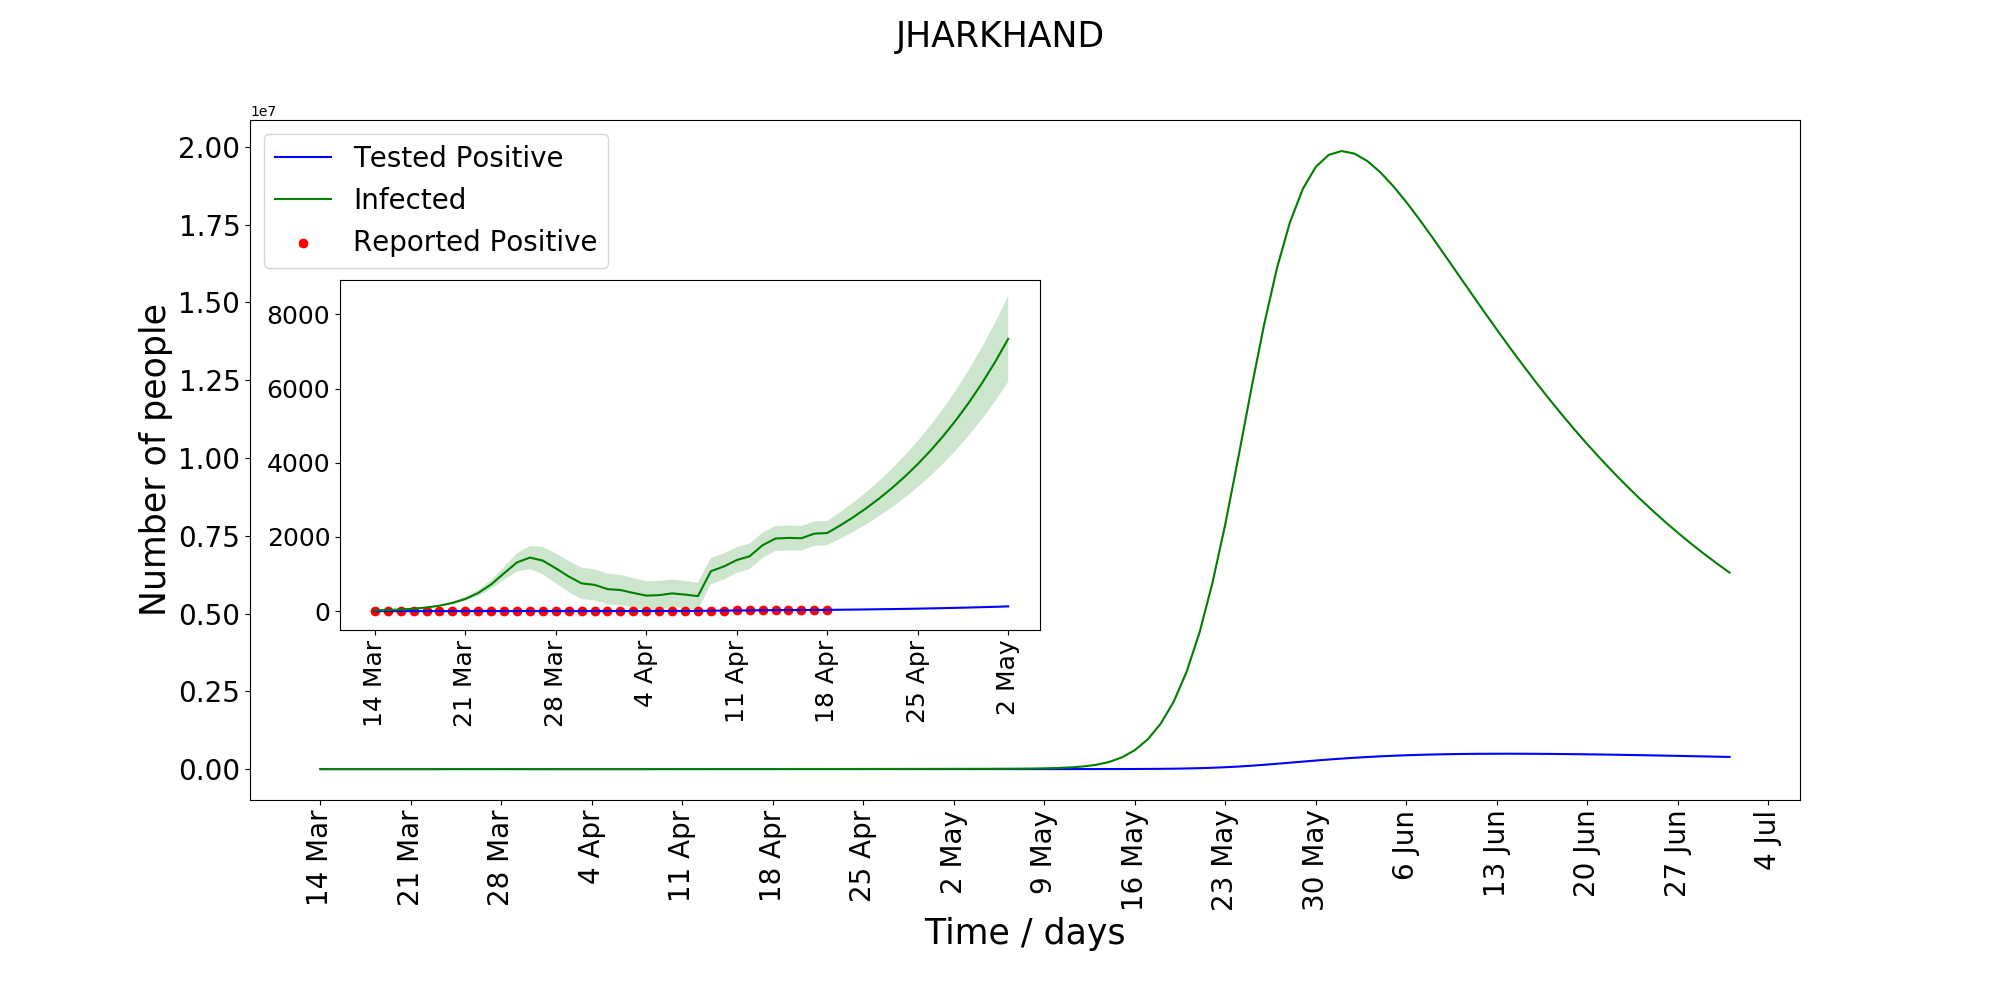 JHARKHAND
1e7
Tested Positive
Infected
Reported Positive
Number of people
2.00
1.75
1.50
1.25
1.00
0.75
0.50
0.25
0.00
8000
6000
4000
2000
0
14 Mar
21 Mar
28 Mar
4 Apr
11 Apr
18 Apr
25 Apr
2 May
14 Mar
21 Mar
28 Mar
4 Apr
11 Apr
18 Apr
25 Apr
2 May
9 May
16 May
23 May
30 May
6 Jun
13 Jun
20 Jun
27 Jun
4 Jul
Time / days